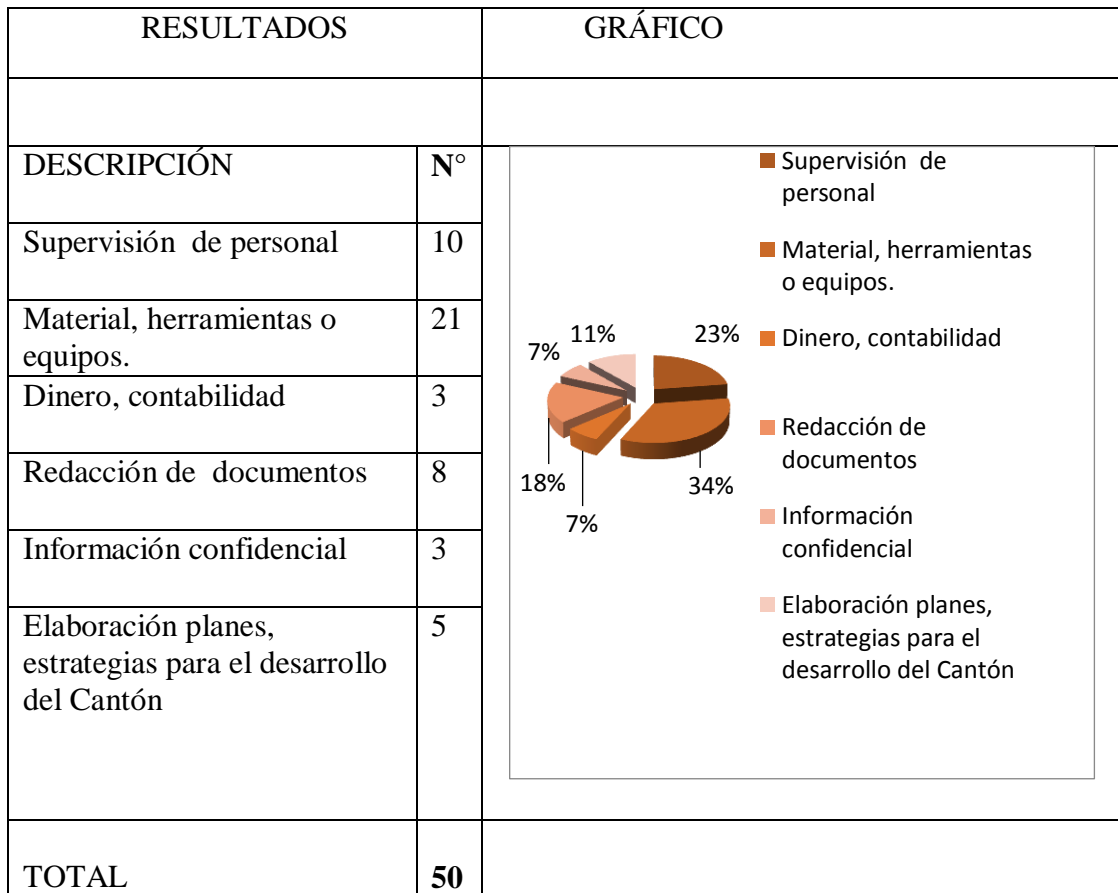 RESULTADOS
GRÁFICO
DESCRIPCIÓN
N°
Supervisión de personal
10
Material, herramientas o
equipos.
21
Dinero, contabilidad
3
Redacción de documentos
8
Información confidencial
3
Elaboración planes,
estrategias para el desarrollo
del Cantón
5
23%
34%
7%
18%
7%
11%
Supervisión de
personal
Material, herramientas
o equipos.
Dinero, contabilidad
Redacción de
documentos
Información
confidencial
Elaboración planes,
estrategias para el
desarrollo del Cantón
TOTAL
50